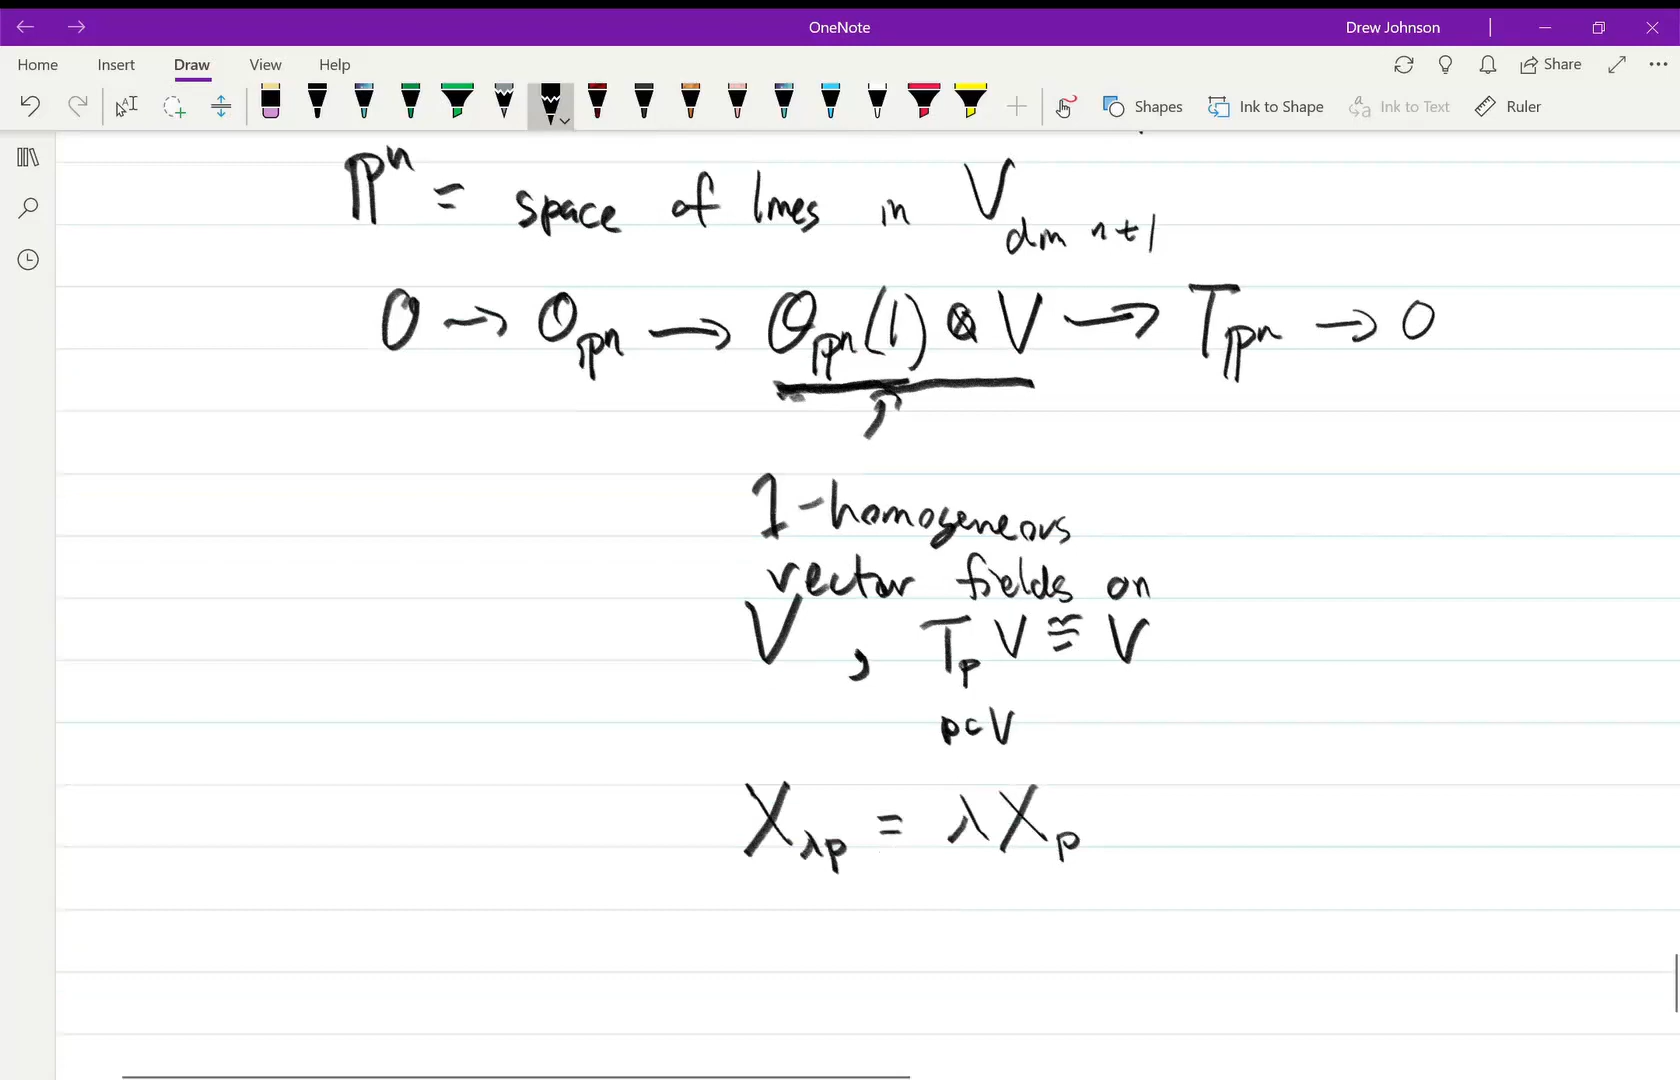 OneNote
Drew Johnson
Home Insert Draw View Help
Share
Shapes Ink to Shape Ink to Text Ruler
ℙⁿ = space of lines in V dim n+1
0 → 𝒪_ℙⁿ → 𝒪_ℙⁿ(1) ⊗ V → T_ℙⁿ → 0
1-homogeneous
vector fields on
V , T_p V ≅ V
p∈V
X_λp = λX_p